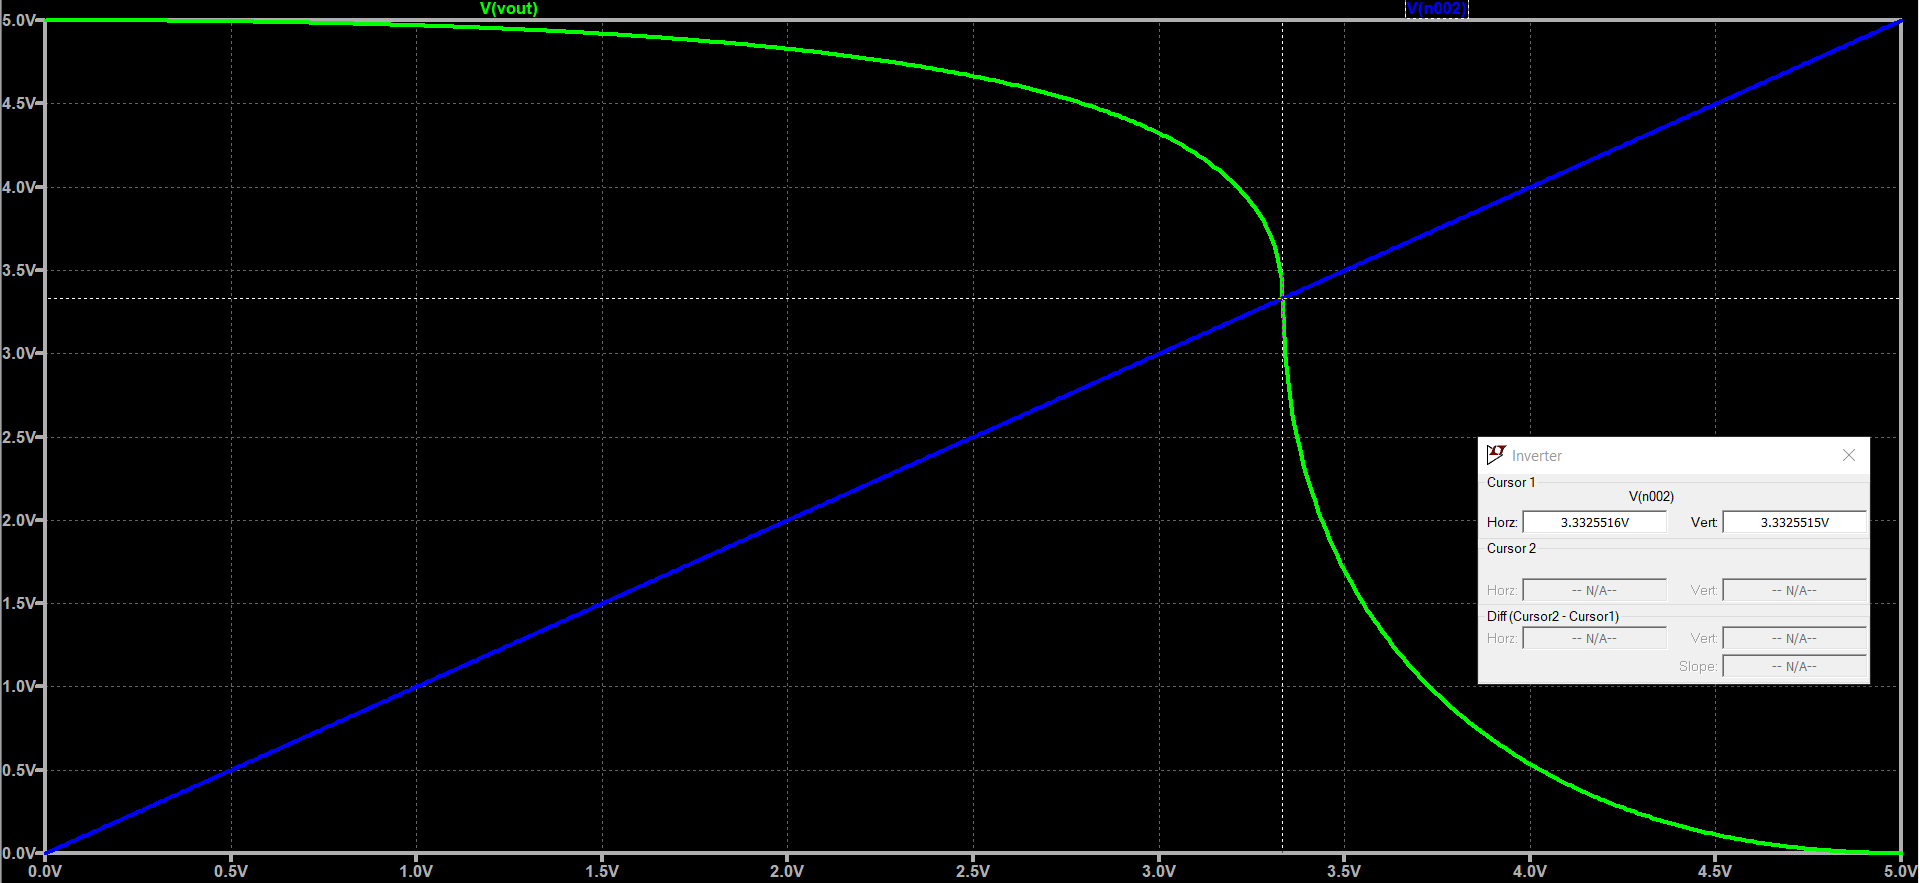 V(vout) V(n002)
5.0V
4.5V
4.0V
3.5V
3.0V
2.5V
2.0V
1.5V
1.0V
0.5V
0.0V
0.0V 0.5V 1.0V 1.5V 2.0V 2.5V 3.0V 3.5V 4.0V 4.5V 5.0V
Inverter
Cursor 1
V(n002)
Horz: 3.3325516V Vert: 3.3325515V
Cursor 2
Horz: -- N/A-- Vert: -- N/A--
Diff (Cursor2 - Cursor1)
Horz: -- N/A-- Vert: -- N/A--
Slope: -- N/A--